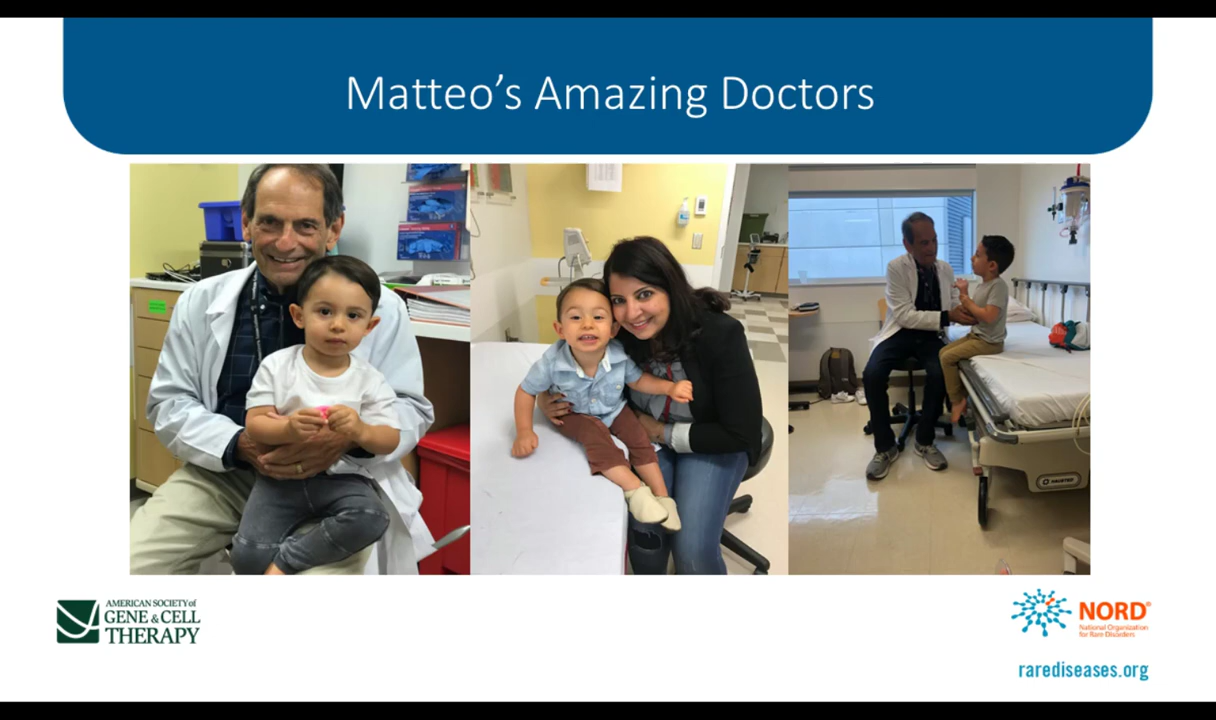 Matteo's Amazing Doctors
AMERICAN SOCIETY of
GENE & CELL
THERAPY
NORD®
National Organization
for Rare Disorders
rarediseases.org